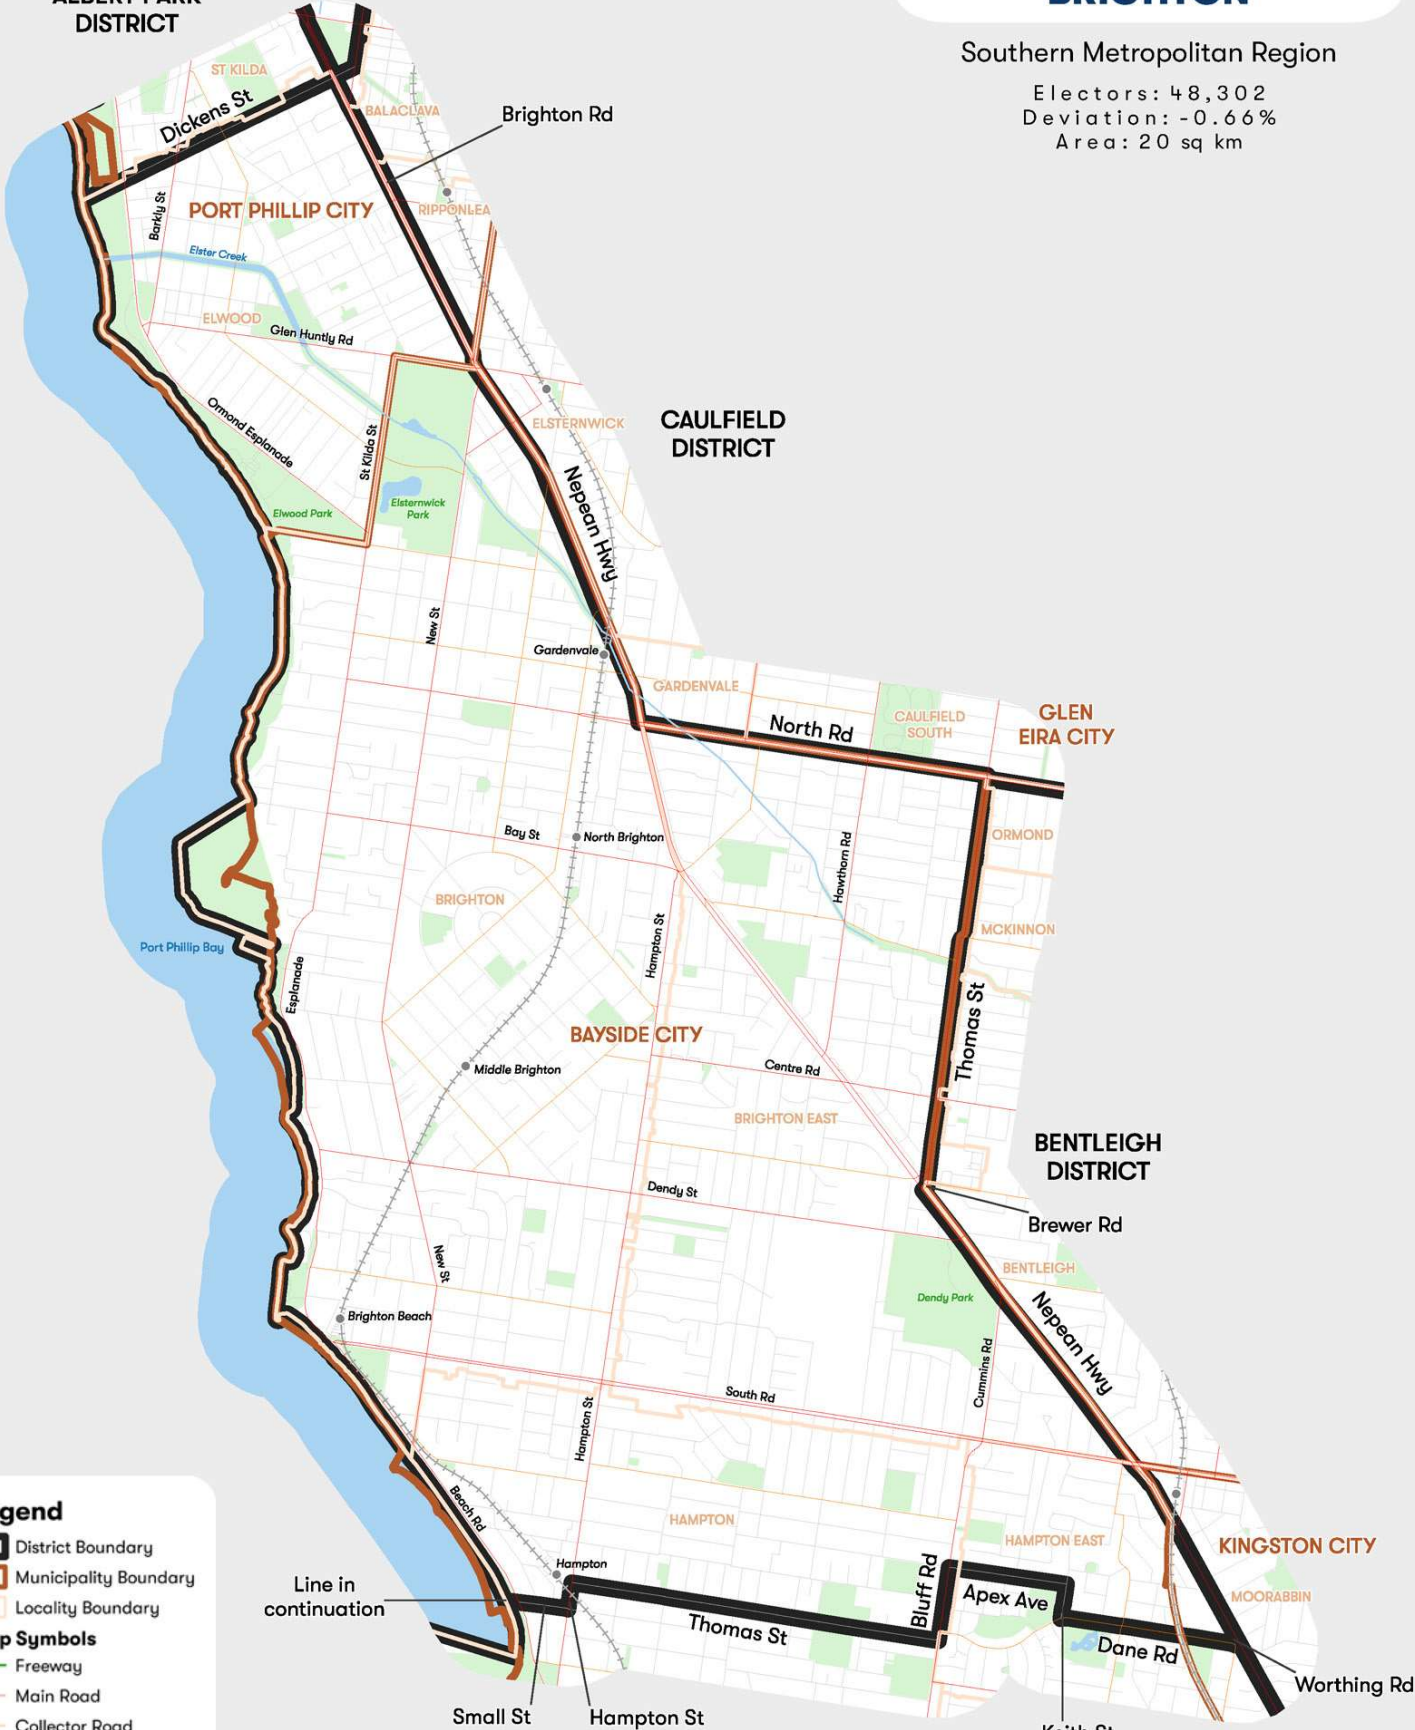 ALBERT PARK
DISTRICT
BRIGHTON
Southern Metropolitan Region
Electors: 48,302
Deviation: -0.66%
Area: 20 sq km
ST KILDA
Dickens St
BALACLAVA
Brighton Rd
Barkly St
PORT PHILLIP CITY
RIPPONLEA
Elster Creek
ELWOOD
Glen Huntly Rd
Ormond Esplanade
St Kilda St
ELSTERNWICK
CAULFIELD
DISTRICT
Nepean Hwy
Elwood Park
Elsternwick
Park
New St
Gardenvale
GARDENVALE
North Rd
CAULFIELD
SOUTH
GLEN
EIRA CITY
Bay St
North Brighton
Hawthorn Rd
ORMOND
BRIGHTON
Hampton St
MCKINNON
Port Phillip Bay
Esplanade
Thomas St
BAYSIDE CITY
Middle Brighton
Centre Rd
BRIGHTON EAST
BENTLEIGH
DISTRICT
Dendy St
Brewer Rd
New St
BENTLEIGH
Dendy Park
Nepean Hwy
Brighton Beach
Cummins Rd
South Rd
Hampton St
Beach Rd
HAMPTON
HAMPTON EAST
KINGSTON CITY
Hampton
Line in
continuation
Bluff Rd
Apex Ave
MOORABBIN
Thomas St
Dane Rd
Worthing Rd
Small St
Hampton St
Keith St
gend
District Boundary
Municipality Boundary
Locality Boundary
p Symbols
Freeway
Main Road
Collector Road